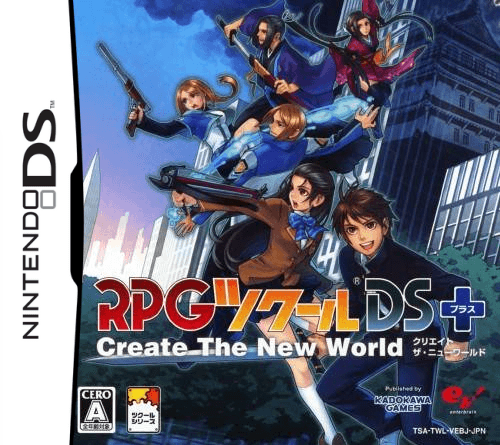 NINTENDO DS™
RPGツクール®DS+
プラス
Create The New World
クリエイト
ザ・ニューワールド
CERO
A
全年齢対象
ツクール
シリーズ
Published by
KADOKAWA
GAMES
enterbrain
TSA-TWL-VEBJ-JPN